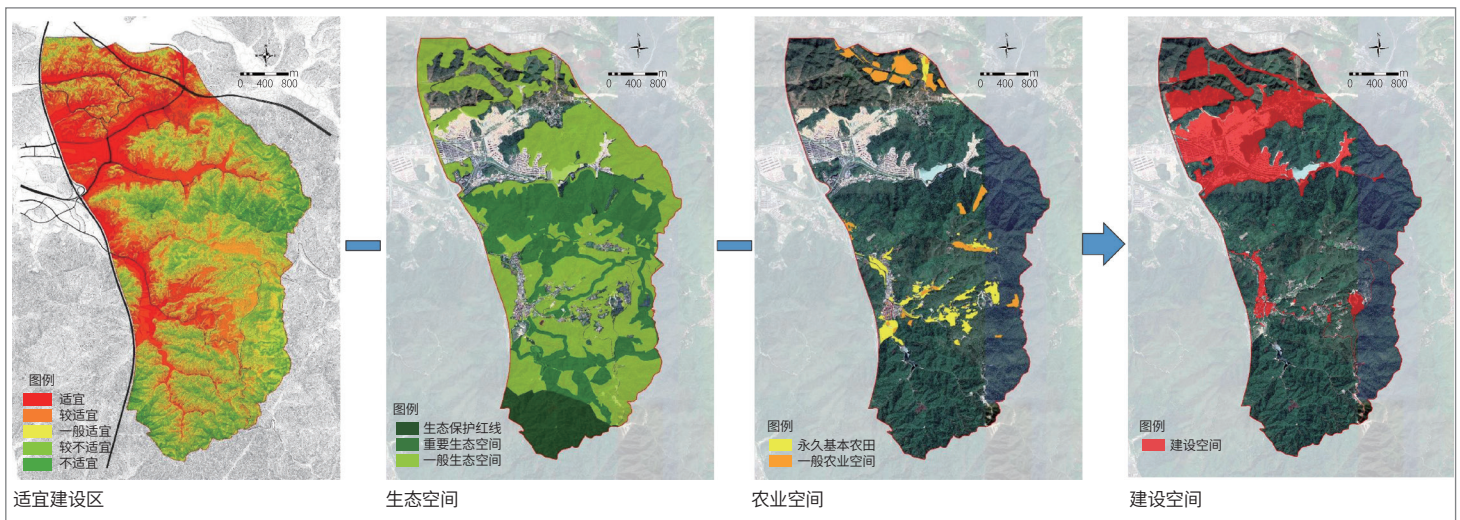 0 400 800 m
图例
适宜
较适宜
一般适宜
较不适宜
不适宜
适宜建设区
0 400 800 m
图例
生态保护红线
重要生态空间
一般生态空间
生态空间
0 400 800 m
图例
永久基本农田
一般农业空间
农业空间
0 400 800 m
图例
建设空间
建设空间